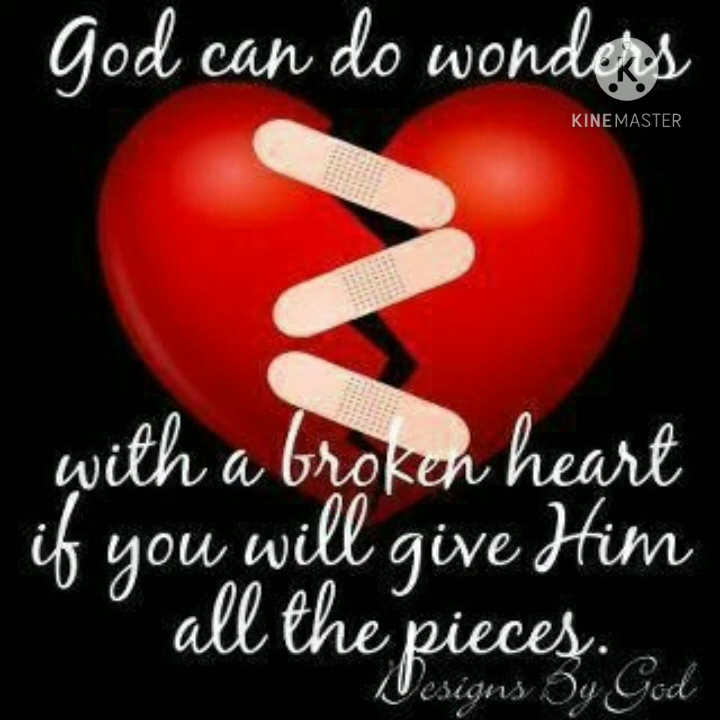 God can do wonders
K
KINEMASTER
with a broken heart
if you will give Him
all the pieces.
Designs By God